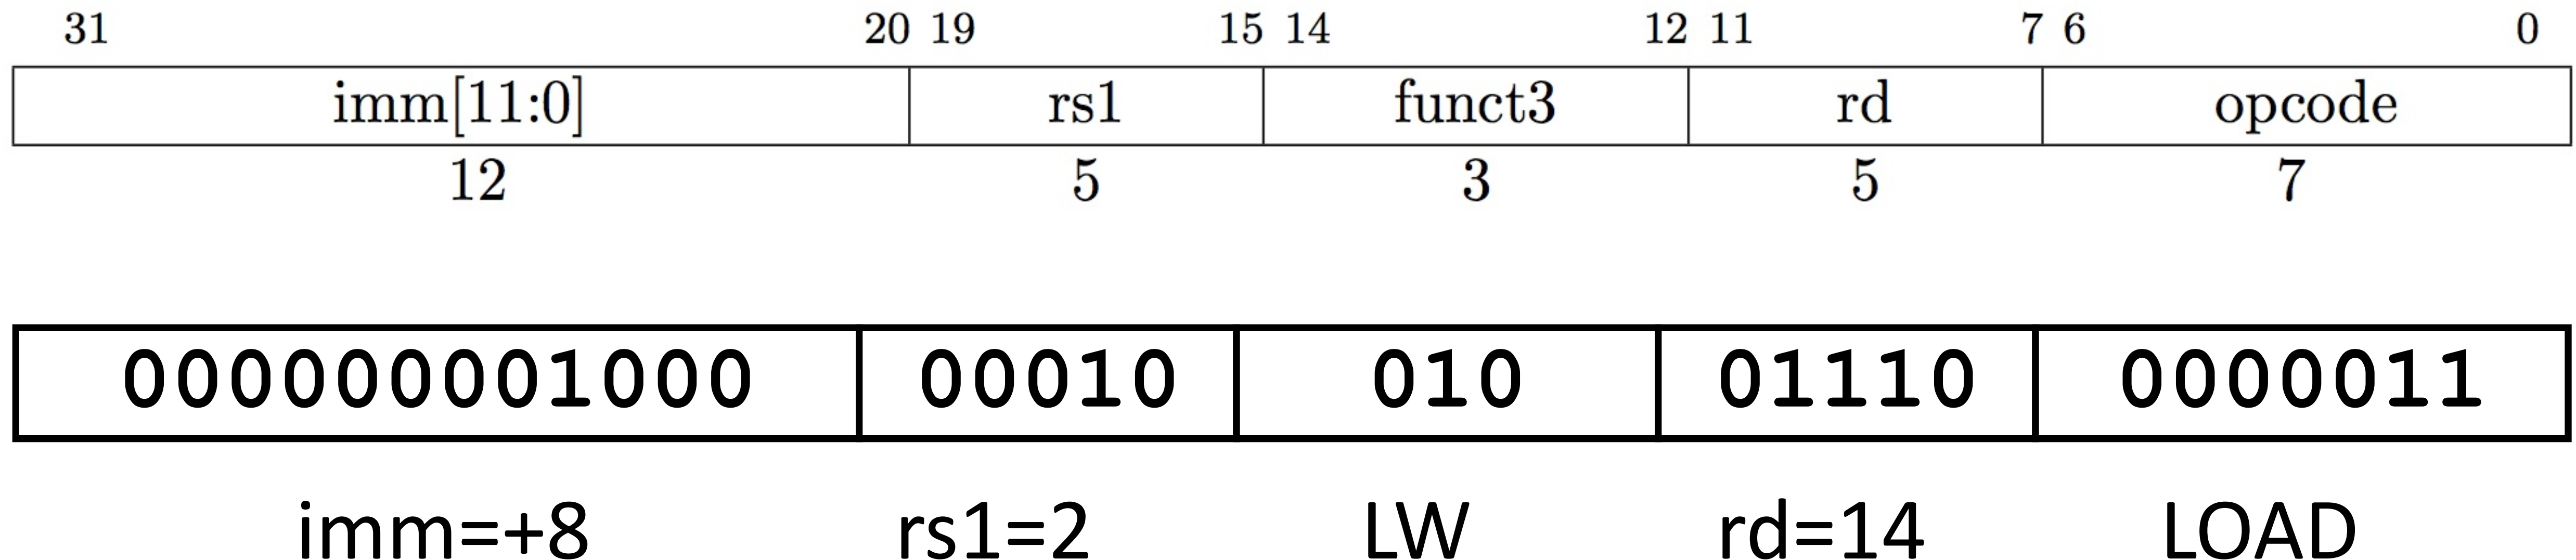 31 20 19 15 14 12 11 7 6 0
imm[11:0] rs1 funct3 rd opcode
12 5 3 5 7
000000001000 00010 010 01110 0000011
imm=+8 rs1=2 LW rd=14 LOAD